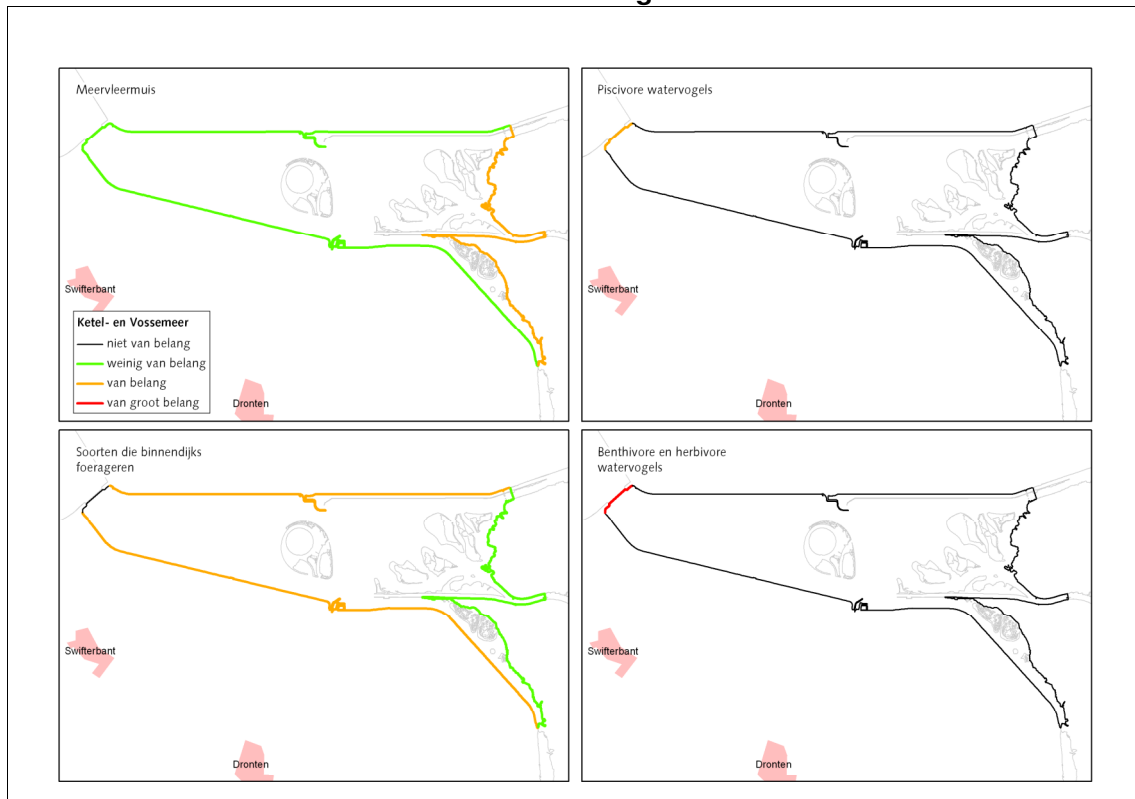 Meervleermuis
Swifterbant
Ketel- en Vossemeer
niet van belang
weinig van belang
van belang
van groot belang
Dronten
Piscivore watervogels
Swifterbant
Dronten
Soorten die binnendijks
foerageren
Swifterbant
Dronten
Benthivore en herbivore
watervogels
Swifterbant
Dronten